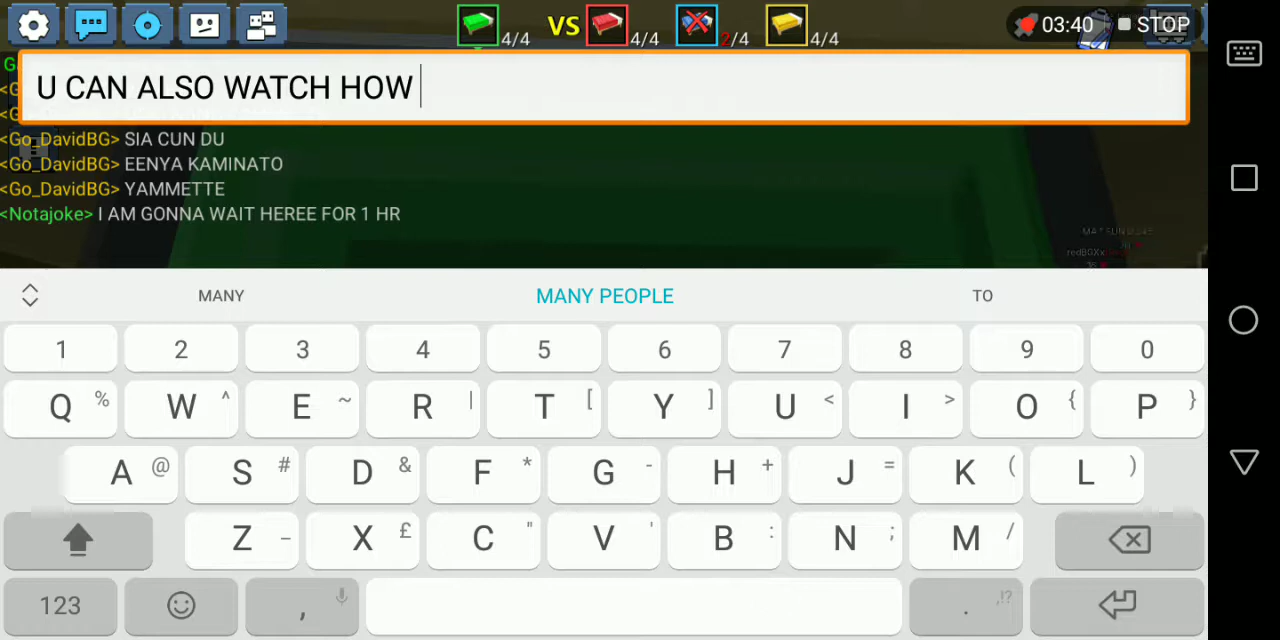 4/4 VS 4/4 2/4 4/4 03:40 STOP
U CAN ALSO WATCH HOW
<Go_DavidBG> SIA CUN DU
<Go_DavidBG> EENYA KAMINATO
<Go_DavidBG> YAMMETTE
<Notajoke> I AM GONNA WAIT HEREE FOR 1 HR
redBGXx
MANY MANY PEOPLE TO
1 2 3 4 5 6 7 8 9 0
Q % W ^ E ~ R | T [ Y ] U < I > O { P }
A @ S # D & F * G - H + J = K ( L )
Z _ X £ C " V ' B : N ; M /
123 , . ,!?